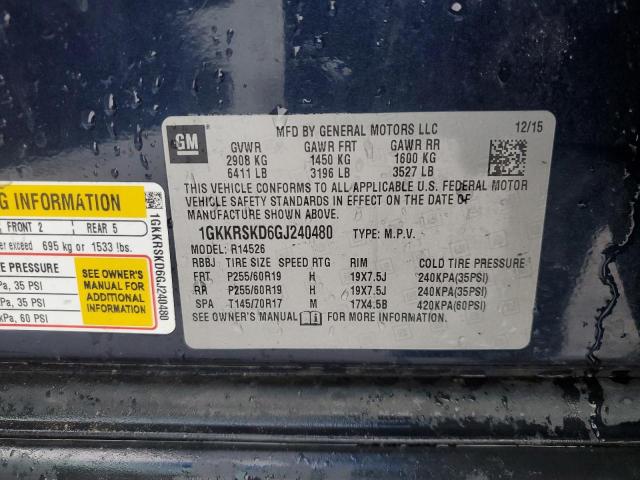 GM
MFD BY GENERAL MOTORS LLC 12/15
GVWR GAWR FRT GAWR RR
2908 KG 1450 KG 1600 KG
6411 LB 3196 LB 3527 LB
THIS VEHICLE CONFORMS TO ALL APPLICABLE U.S. FEDERAL MOTOR
VEHICLE SAFETY STANDARDS IN EFFECT ON THE DATE OF
MANUFACTURE SHOWN ABOVE.
1GKKRSKD6GJ240480 TYPE: M.P.V.
MODEL: R14526
RBBJ TIRE SIZE SPEED RTG RIM COLD TIRE PRESSURE
FRT P255/60R19 H 19X7.5J 240KPA(35PSI)
RR P255/60R19 H 19X7.5J 240KPA(35PSI)
SPA T145/70R17 M 17X4.5B 420KPA(60PSI)
SEE OWNER'S MANUAL FOR MORE INFORMATION.
G INFORMATION
FRONT 2 REAR 5
exceed 695 kg or 1533 lbs.
E PRESSURE
a, 35 PSI
a, 35 PSI
kPa, 60 PSI
SEE OWNER'S
MANUAL FOR
ADDITIONAL
INFORMATION
1GKKRSKD6GJ240480